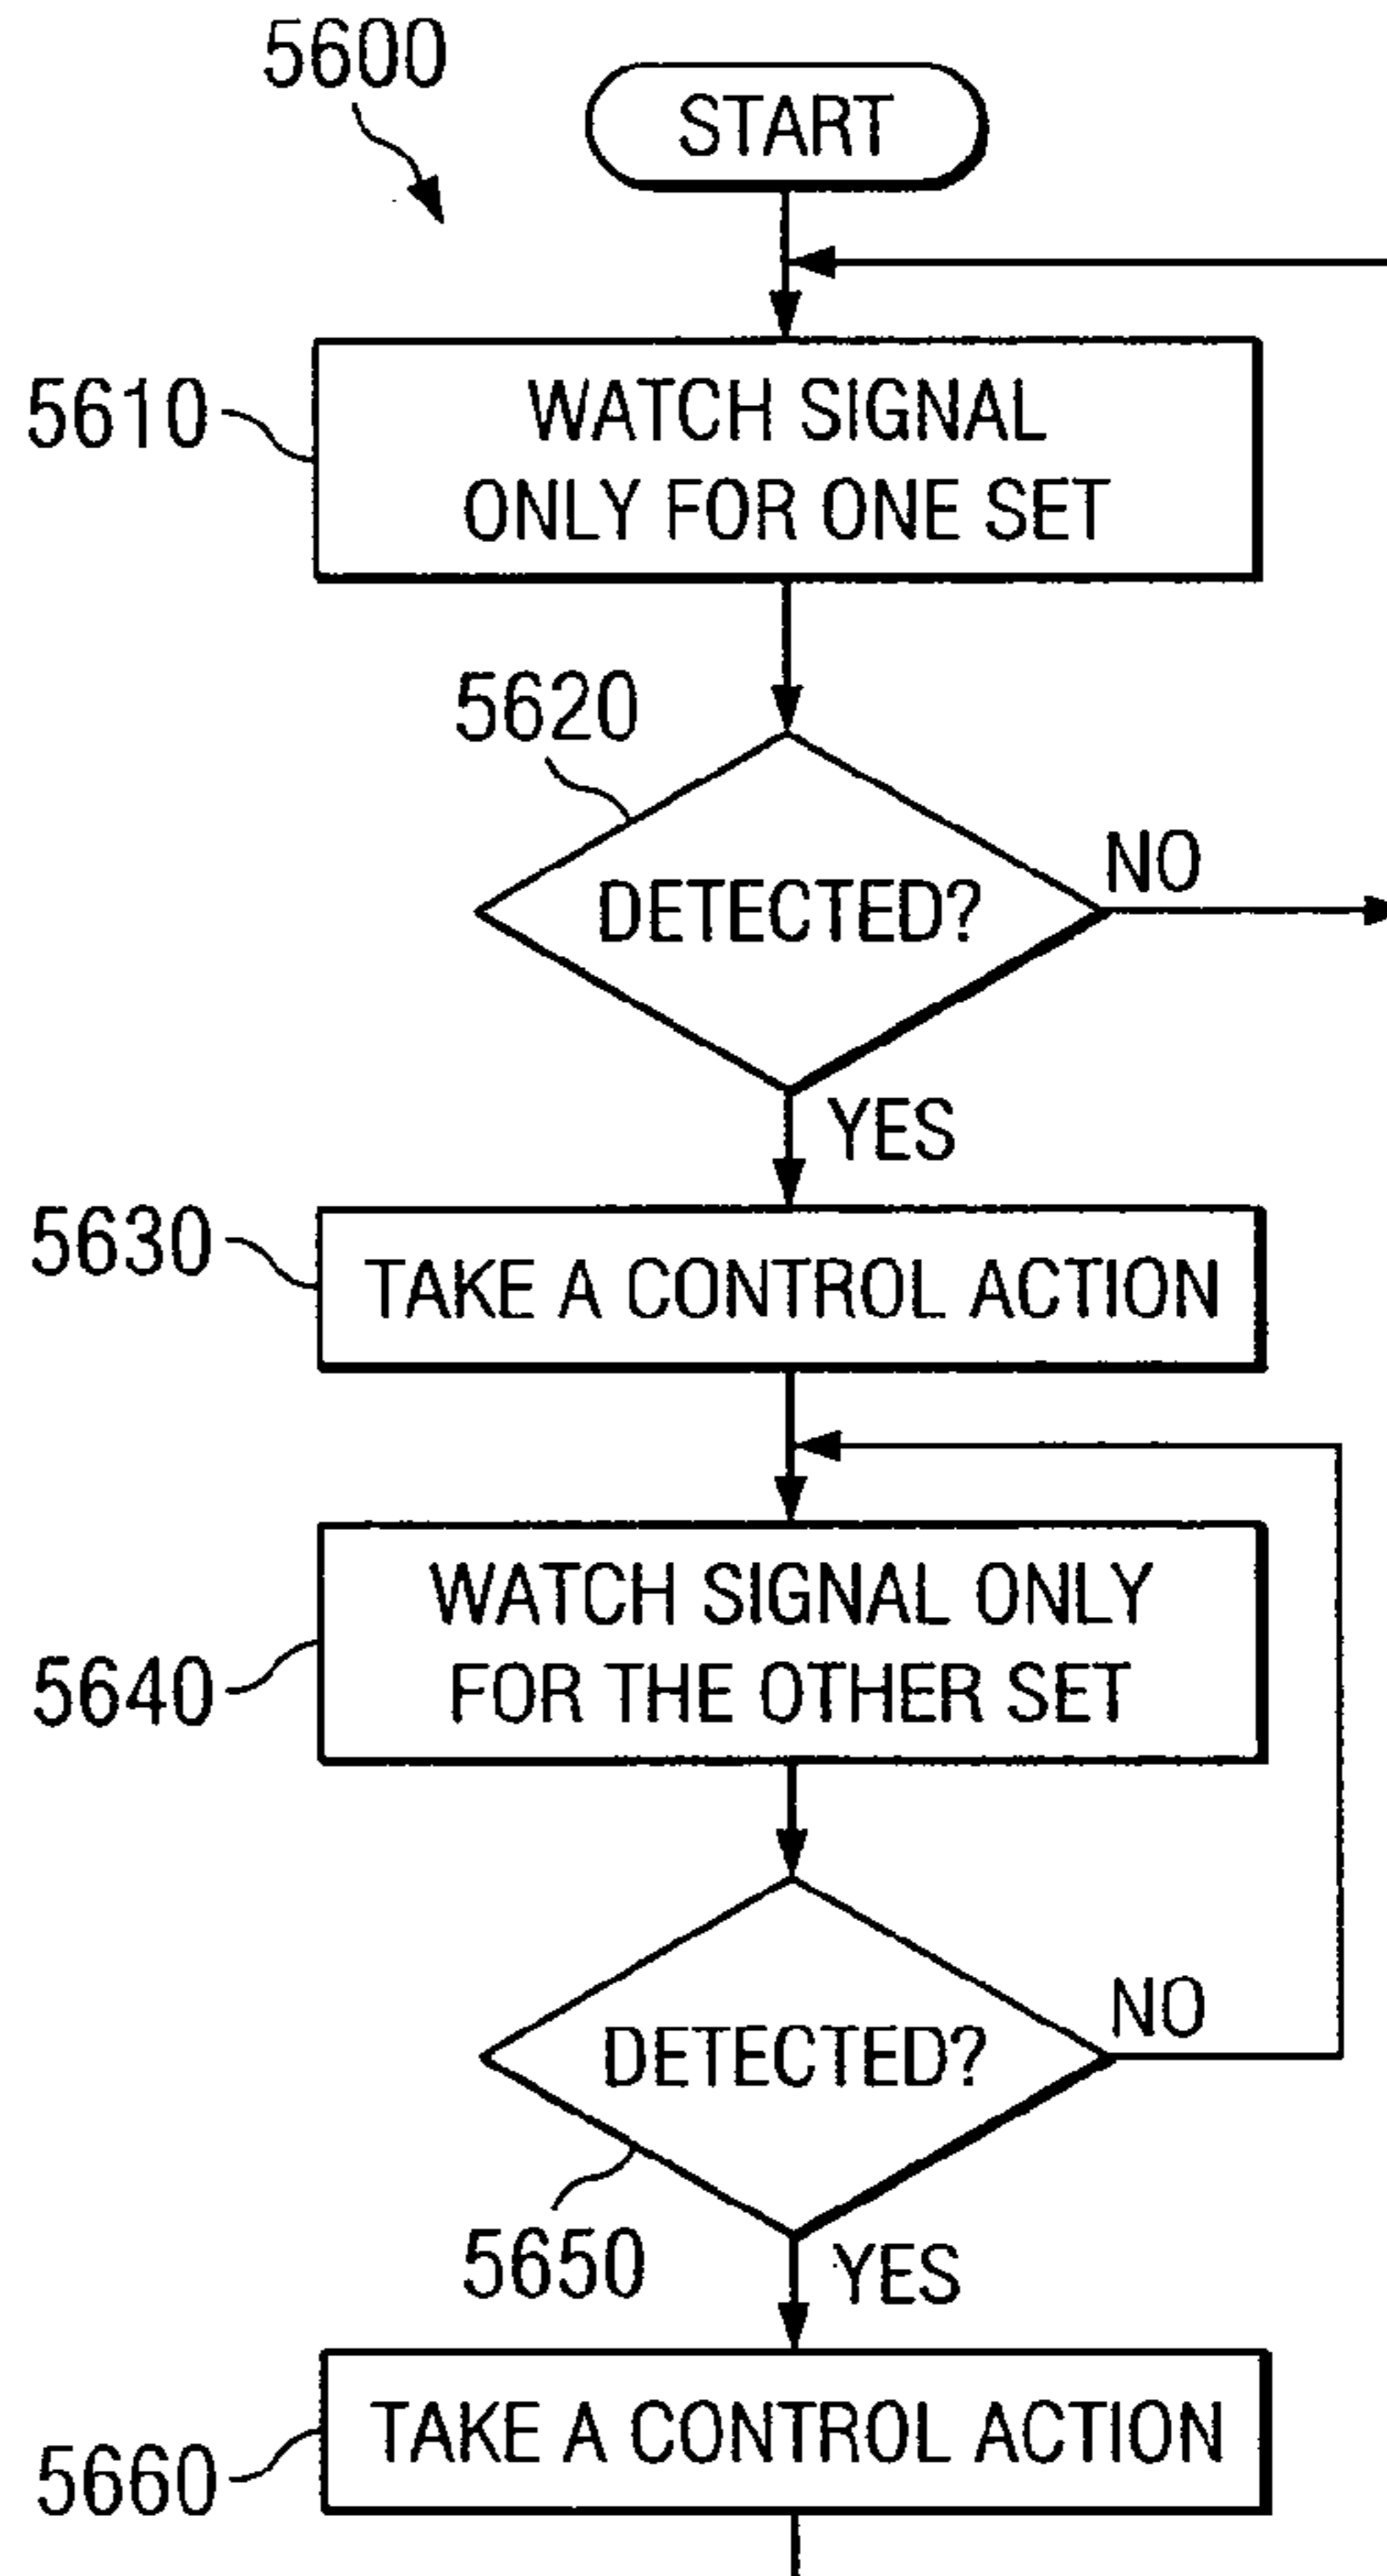 5600
START
5610
WATCH SIGNAL
ONLY FOR ONE SET
5620
DETECTED?
NO
YES
5630
TAKE A CONTROL ACTION
5640
WATCH SIGNAL ONLY
FOR THE OTHER SET
DETECTED?
NO
5650
YES
5660
TAKE A CONTROL ACTION